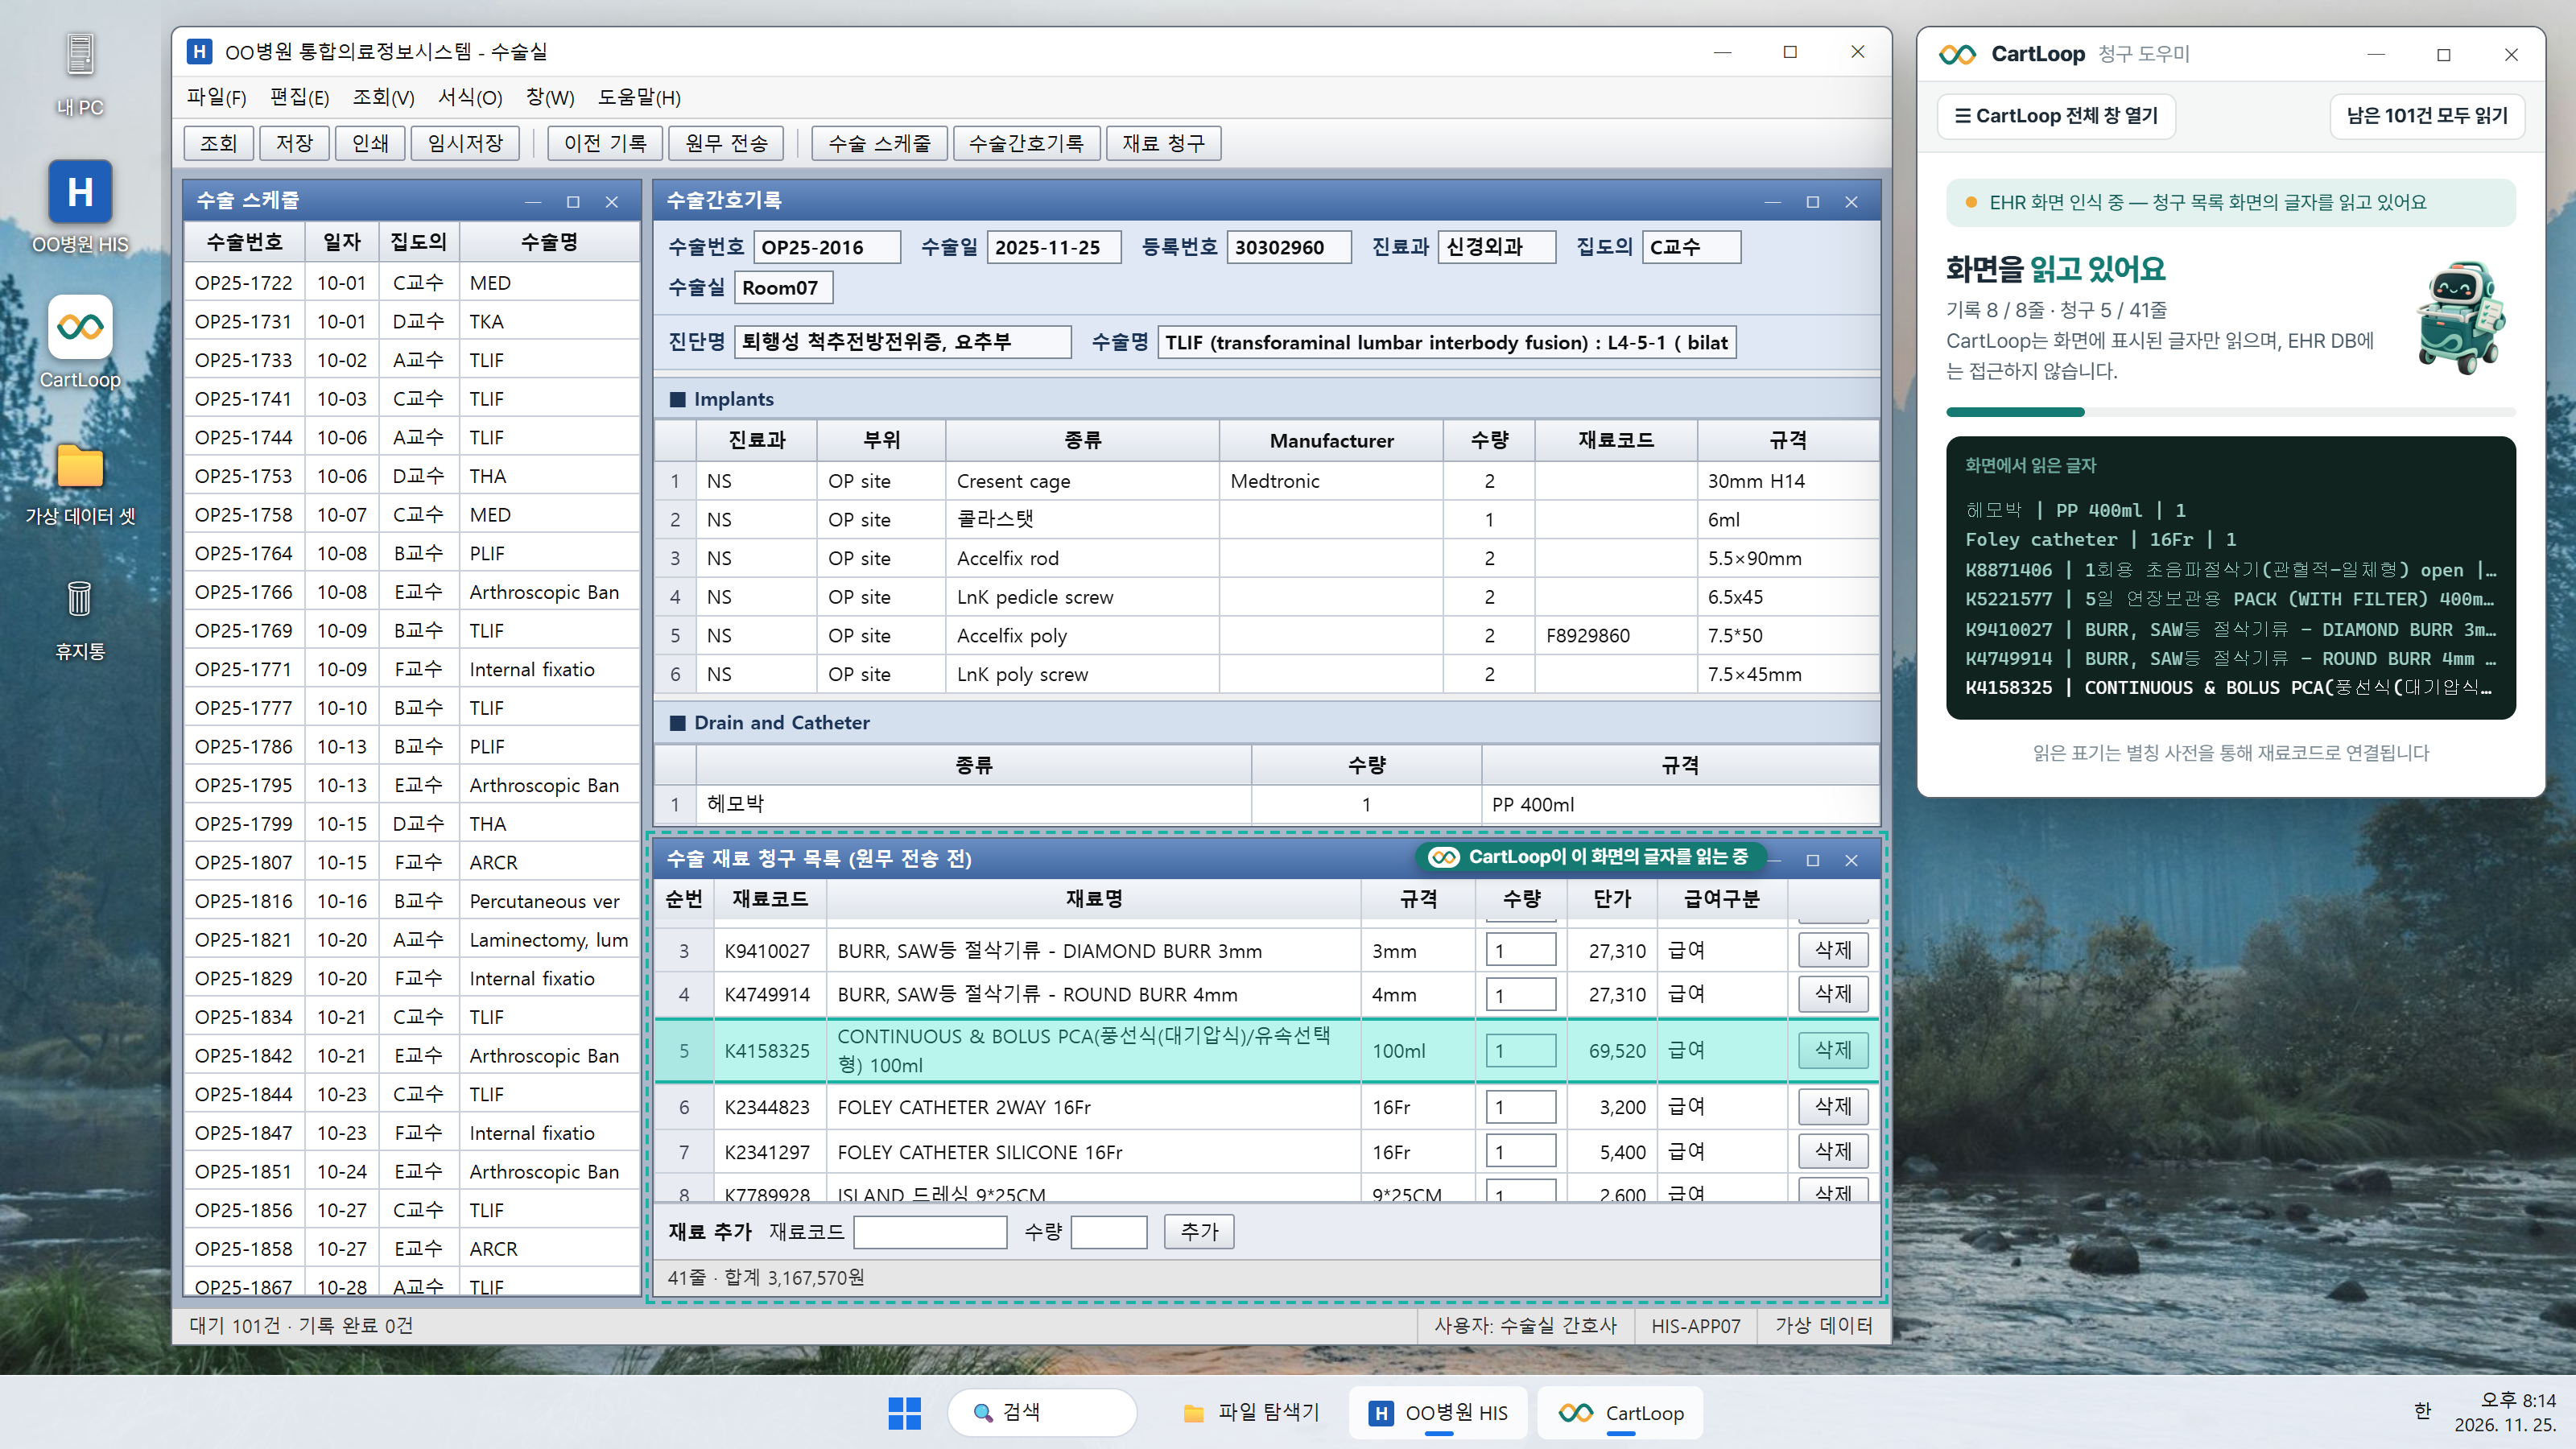 내 PC
H
OO병원 HIS
CartLoop
가상 데이터 셋
휴지통
H OO병원 통합의료정보시스템 - 수술실
파일(F) 편집(E) 조회(V) 서식(O) 창(W) 도움말(H)
조회 저장 인쇄 임시저장 이전 기록 원무 전송 수술 스케줄 수술간호기록 재료 청구
수술 스케줄
수술번호 일자 집도의 수술명
OP25-1722 10-01 C교수 MED
OP25-1731 10-01 D교수 TKA
OP25-1733 10-02 A교수 TLIF
OP25-1741 10-03 C교수 TLIF
OP25-1744 10-06 A교수 TLIF
OP25-1753 10-06 D교수 THA
OP25-1758 10-07 C교수 MED
OP25-1764 10-08 B교수 PLIF
OP25-1766 10-08 E교수 Arthroscopic Ban
OP25-1769 10-09 B교수 TLIF
OP25-1771 10-09 F교수 Internal fixatio
OP25-1777 10-10 B교수 TLIF
OP25-1786 10-13 B교수 PLIF
OP25-1795 10-13 E교수 Arthroscopic Ban
OP25-1799 10-15 D교수 THA
OP25-1807 10-15 F교수 ARCR
OP25-1816 10-16 B교수 Percutaneous ver
OP25-1821 10-20 A교수 Laminectomy, lum
OP25-1829 10-20 F교수 Internal fixatio
OP25-1834 10-21 C교수 TLIF
OP25-1842 10-21 E교수 Arthroscopic Ban
OP25-1844 10-23 C교수 TLIF
OP25-1847 10-23 F교수 Internal fixatio
OP25-1851 10-24 E교수 Arthroscopic Ban
OP25-1856 10-27 C교수 TLIF
OP25-1858 10-27 E교수 ARCR
OP25-1867 10-28 A교수 TLIF
수술간호기록
수술번호 OP25-2016 수술일 2025-11-25 등록번호 30302960 진료과 신경외과 집도의 C교수
수술실 Room07
진단명 퇴행성 척추전방전위증, 요추부 수술명 TLIF (transforaminal lumbar interbody fusion) : L4-5-1 ( bilat
■ Implants
진료과 부위 종류 Manufacturer 수량 재료코드 규격
1 NS OP site Cresent cage Medtronic 2 30mm H14
2 NS OP site 콜라스탯 1 6ml
3 NS OP site Accelfix rod 2 5.5×90mm
4 NS OP site LnK pedicle screw 2 6.5x45
5 NS OP site Accelfix poly 2 F8929860 7.5*50
6 NS OP site LnK poly screw 2 7.5×45mm
■ Drain and Catheter
종류 수량 규격
1 헤모박 1 PP 400ml
수술 재료 청구 목록 (원무 전송 전) CartLoop이 이 화면의 글자를 읽는 중
순번 재료코드 재료명 규격 수량 단가 급여구분
3 K9410027 BURR, SAW등 절삭기류 - DIAMOND BURR 3mm 3mm 1 27,310 급여 삭제
4 K4749914 BURR, SAW등 절삭기류 - ROUND BURR 4mm 4mm 1 27,310 급여 삭제
5 K4158325 CONTINUOUS & BOLUS PCA(풍선식(대기압식)/유속선택
형) 100ml 100ml 1 69,520 급여 삭제
6 K2344823 FOLEY CATHETER 2WAY 16Fr 16Fr 1 3,200 급여 삭제
7 K2341297 FOLEY CATHETER SILICONE 16Fr 16Fr 1 5,400 급여 삭제
8 K7789928 ISLAND 드레싱 9*25CM 9*25CM 1 2,600 급여 삭제
재료 추가 재료코드 수량 추가
41줄 · 합계 3,167,570원
대기 101건 · 기록 완료 0건 사용자: 수술실 간호사 HIS-APP07 가상 데이터
CartLoop 청구 도우미
☰ CartLoop 전체 창 열기 남은 101건 모두 읽기
EHR 화면 인식 중 — 청구 목록 화면의 글자를 읽고 있어요
화면을 읽고 있어요
기록 8 / 8줄 · 청구 5 / 41줄
CartLoop는 화면에 표시된 글자만 읽으며, EHR DB에
는 접근하지 않습니다.
화면에서 읽은 글자
헤모박 | PP 400ml | 1
Foley catheter | 16Fr | 1
K8871406 | 1회용 초음파절삭기(관혈적-일체형) open |…
K5221577 | 5일 연장보관용 PACK (WITH FILTER) 400m…
K9410027 | BURR, SAW등 절삭기류 - DIAMOND BURR 3m…
K4749914 | BURR, SAW등 절삭기류 - ROUND BURR 4mm …
K4158325 | CONTINUOUS & BOLUS PCA(풍선식(대기압식…
읽은 표기는 별칭 사전을 통해 재료코드로 연결됩니다
검색 파일 탐색기 H OO병원 HIS CartLoop 한 오후 8:14
2026. 11. 25.